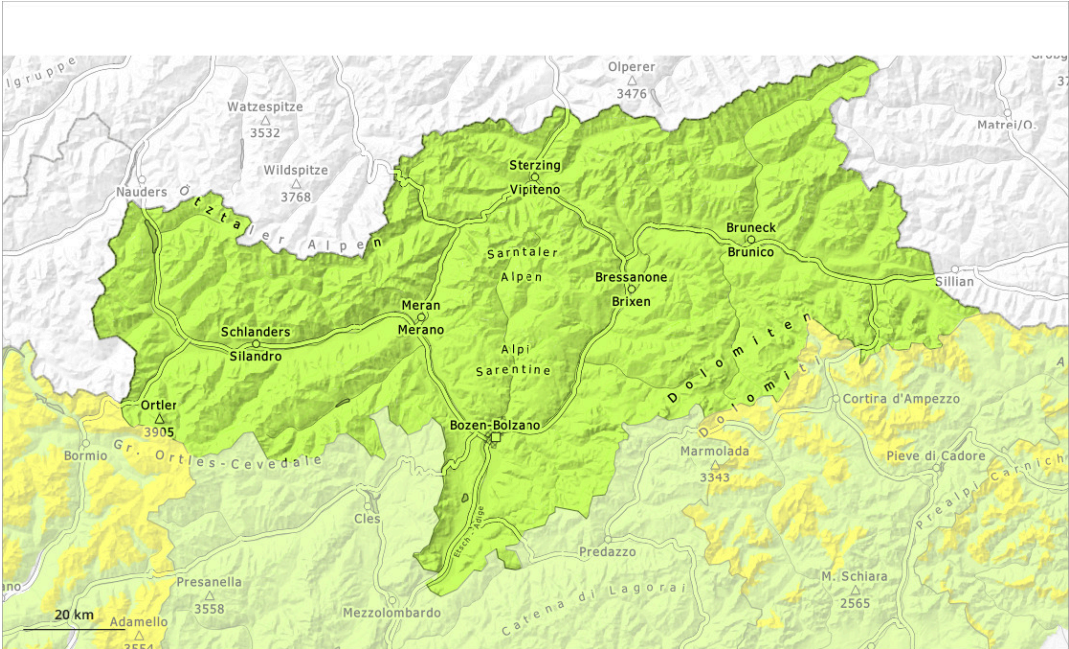 lgruppe
Olperer
3476
Watzespitze
3532
Matrei/O.
Wildspitze
3768
Nauders
Ötztaler Alpen
Sterzing
Vipiteno
Sarntaler
Alpen
Bruneck
Brunico
Bressanone
Brixen
Sillian
Meran
Merano
Schlanders
Silandro
Alpi
Sarentine
Dolomiten
Dolomiti
Ortler
3905
Cortina d'Ampezzo
Bozen-Bolzano
Bormio
Gr. Ortles-Cevedale
Marmolada
3343
Pieve di Cadore
Prealpi Carnich
Cles
Etsch - Adige
Predazzo
Presanella
3558
M. Schiara
2565
Mezzolombardo
Catena di Lagorai
20 km
Adamello
3554